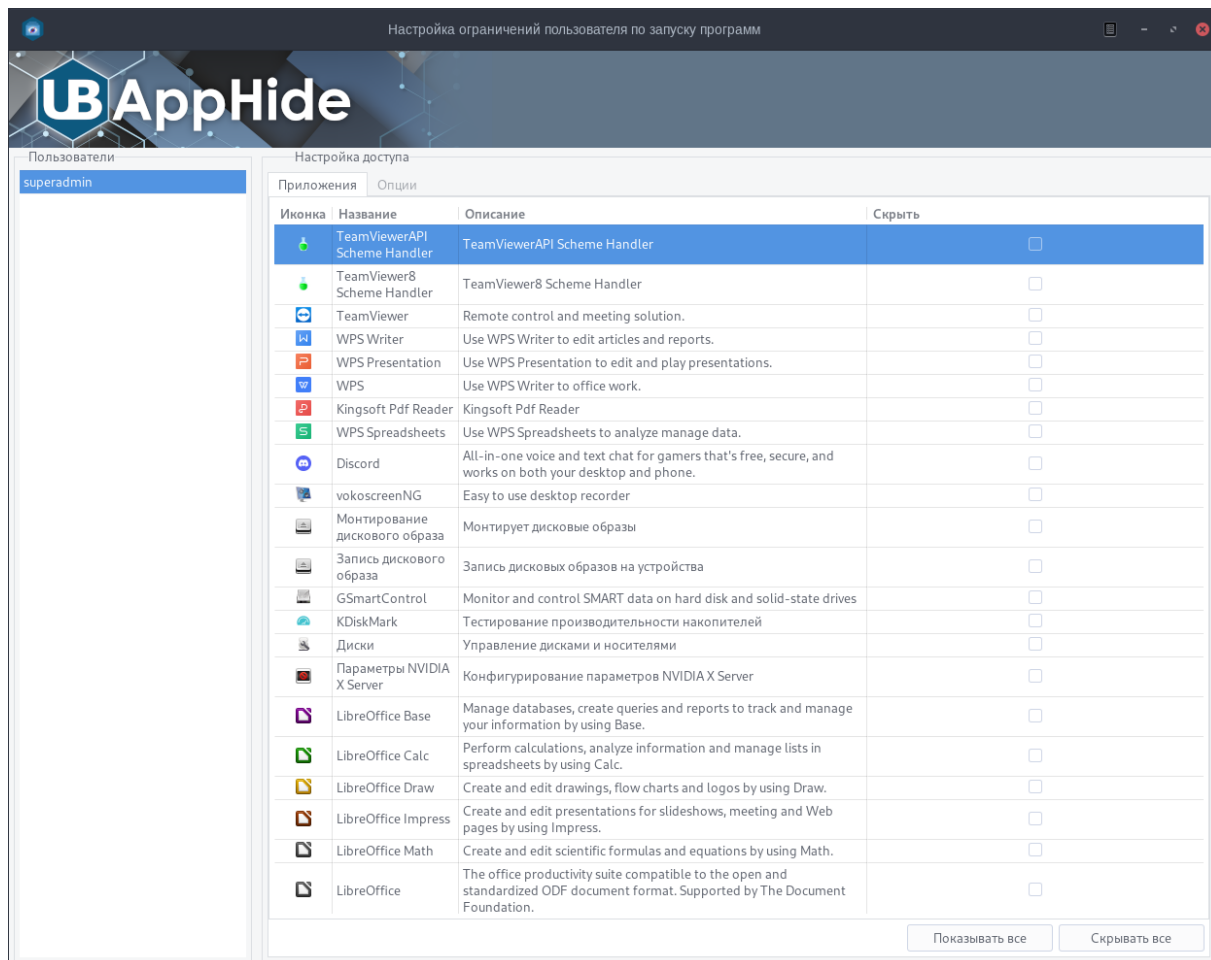 Настройка ограничений пользователя по запуску программ
UBAppHide
Пользователи
superadmin
Настройка доступа
Приложения Опции
Иконка Название Описание Скрыть
TeamViewerAPI
Scheme Handler
TeamViewerAPI Scheme Handler
TeamViewer8
Scheme Handler
TeamViewer8 Scheme Handler
TeamViewer Remote control and meeting solution.
WPS Writer Use WPS Writer to edit articles and reports.
WPS Presentation Use WPS Presentation to edit and play presentations.
WPS Use WPS Writer to office work.
Kingsoft Pdf Reader Kingsoft Pdf Reader
WPS Spreadsheets Use WPS Spreadsheets to analyze manage data.
Discord
All-in-one voice and text chat for gamers that's free, secure, and
works on both your desktop and phone.
vokoscreenNG Easy to use desktop recorder
Монтирование
дискового образа
Монтирует дисковые образы
Запись дискового
образа
Запись дисковых образов на устройства
GSmartControl Monitor and control SMART data on hard disk and solid-state drives
KDiskMark Тестирование производительности накопителей
Диски Управление дисками и носителями
Параметры NVIDIA
X Server
Конфигурирование параметров NVIDIA X Server
LibreOffice Base
Manage databases, create queries and reports to track and manage
your information by using Base.
LibreOffice Calc
Perform calculations, analyze information and manage lists in
spreadsheets by using Calc.
LibreOffice Draw Create and edit drawings, flow charts and logos by using Draw.
LibreOffice Impress
Create and edit presentations for slideshows, meeting and Web
pages by using Impress.
LibreOffice Math Create and edit scientific formulas and equations by using Math.
LibreOffice
The office productivity suite compatible to the open and
standardized ODF document format. Supported by The Document
Foundation.
Показывать все Скрывать все